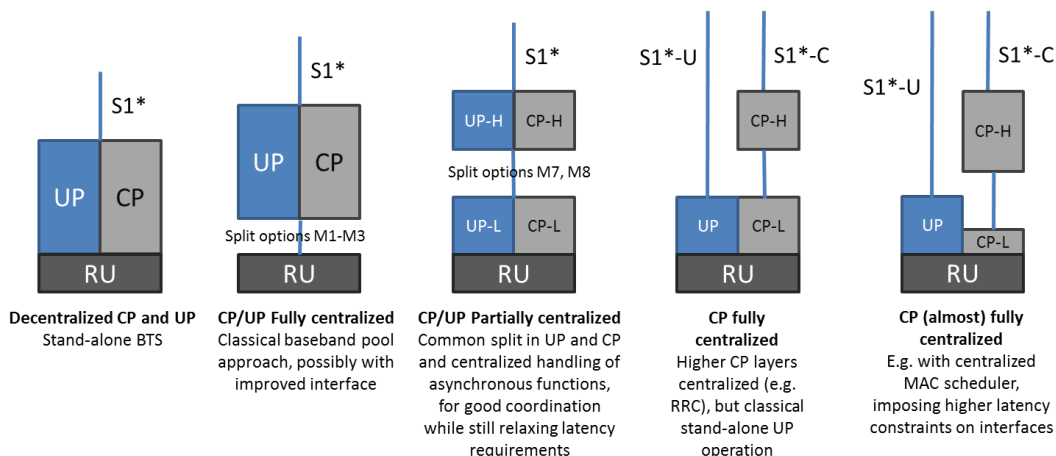 S1*
UP
CP
RU
Decentralized CP and UP
Stand-alone BTS
S1*
UP
CP
Split options M1-M3
RU
CP/UP Fully centralized
Classical baseband pool
approach, possibly with
improved interface
S1*
UP-H
CP-H
Split options M7, M8
UP-L
CP-L
RU
CP/UP Partially centralized
Common split in UP and CP
and centralized handling of
asynchronous functions,
for good coordination
while still relaxing latency
requirements
S1*-U
S1*-C
CP-H
UP
CP-L
RU
CP fully
centralized
Higher CP layers
centralized (e.g.
RRC), but classical
stand-alone UP
operation
S1*-C
S1*-U
CP-H
UP
CP-L
RU
CP (almost) fully
centralized
E.g. with centralized
MAC scheduler,
imposing higher latency
constraints on interfaces